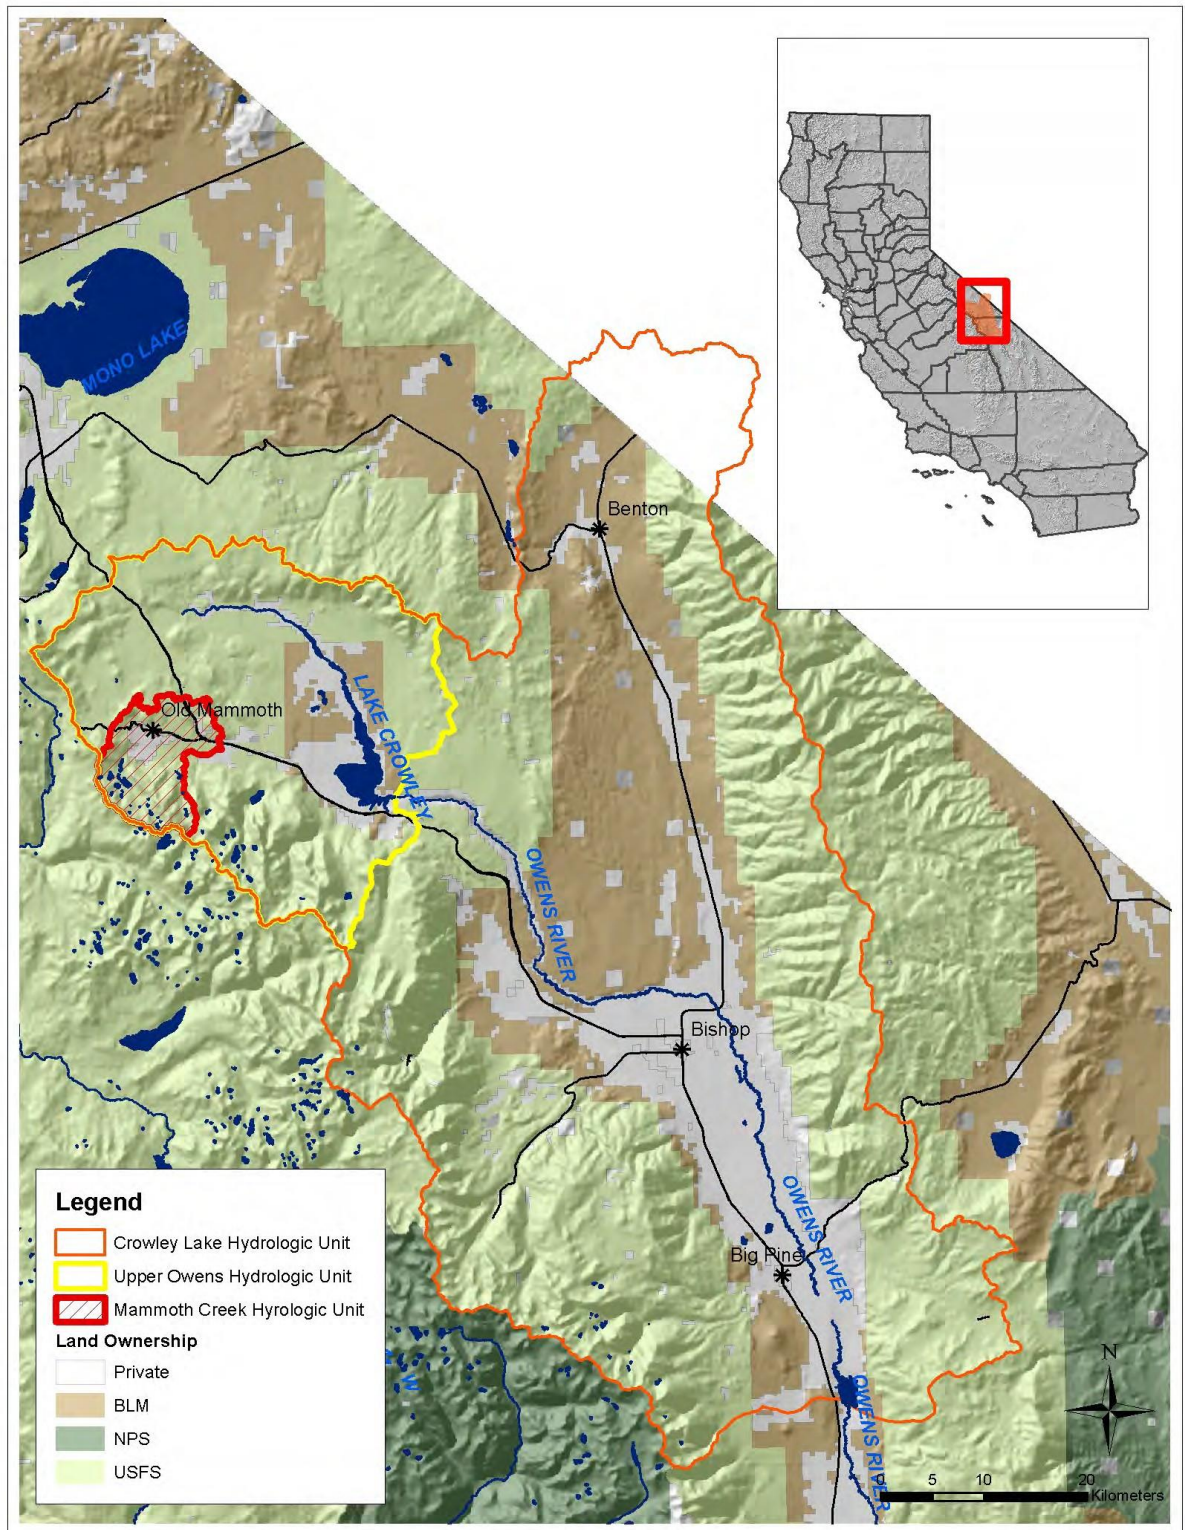 MONO LAKE
Benton
Old Mammoth
LAKE CROWLEY
OWENS RIVER
Bishop
OWENS RIVER
Big Pine
OWENS RIVER
Legend
Crowley Lake Hydrologic Unit
Upper Owens Hydrologic Unit
Mammoth Creek Hyrologic Unit
Land Ownership
Private
BLM
NPS
USFS
W
N
0 5 10 20
Kilometers